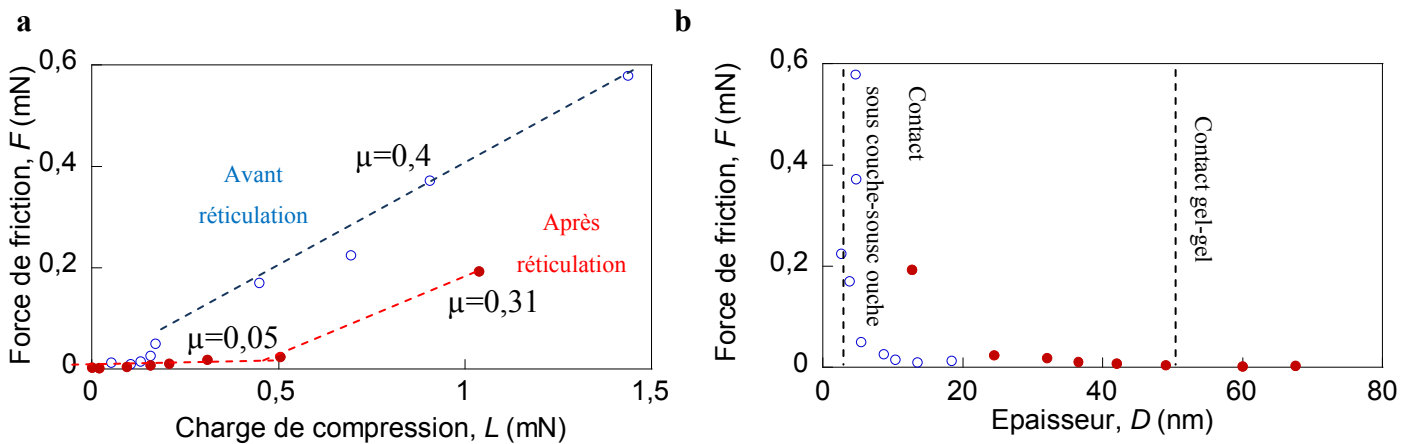 a
0,6
0,4
0,2
0
0
0,5
1
1,5
Force de friction, F (mN)
Charge de compression, L (mN)
Avant
réticulation
μ=0,4
Après
réticulation
μ=0,31
μ=0,05
b
0,6
0,4
0,2
0
0
20
40
60
80
Force de friction, F (mN)
Epaisseur, D (nm)
Contact
sous couche-sousc ouche
Contact gel-gel